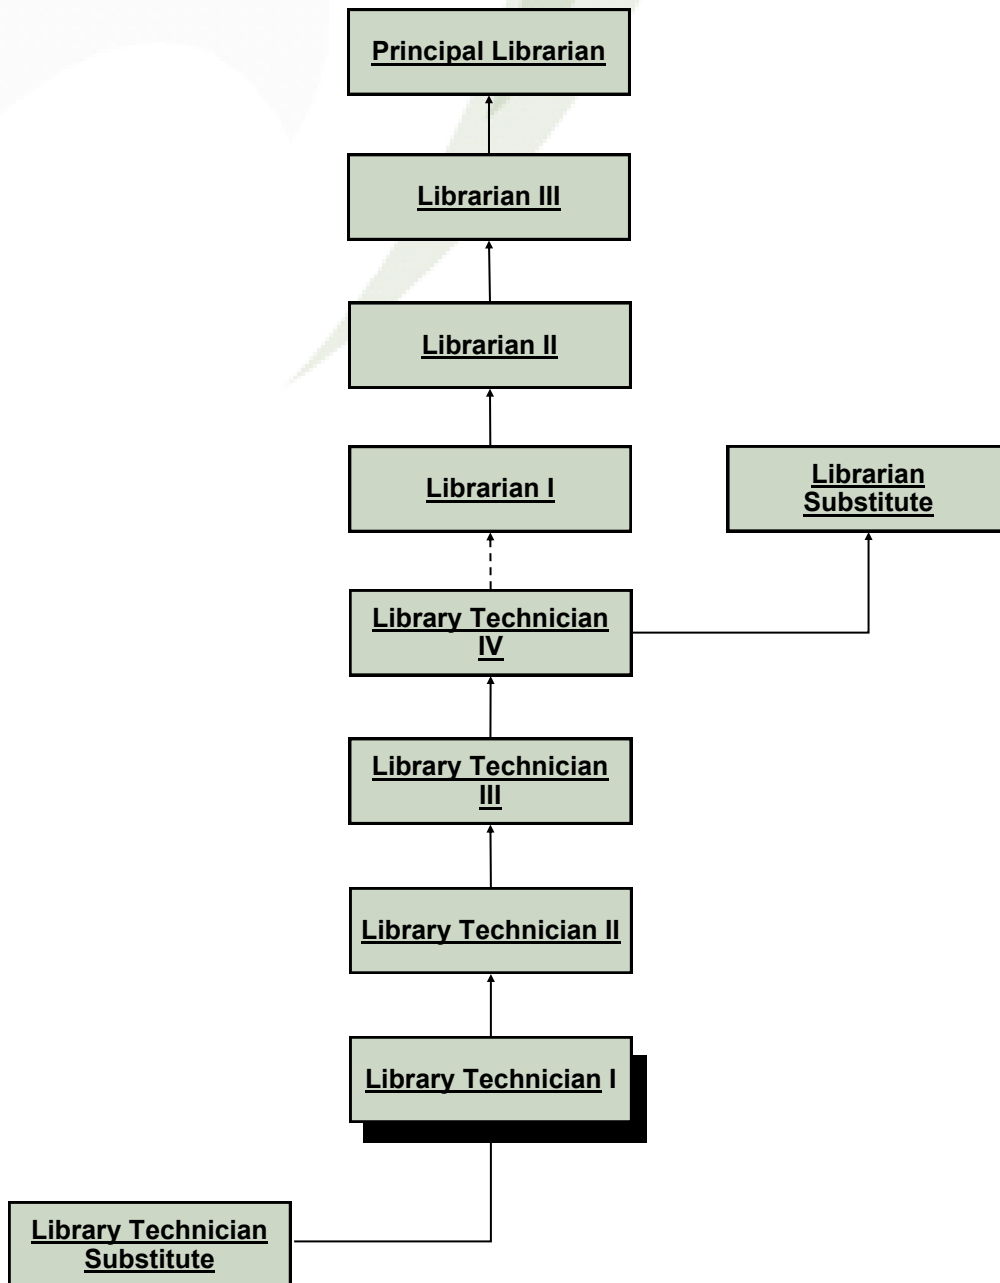 Principal Librarian
Librarian III
Librarian II
Librarian I
Librarian
Substitute
Library Technician
IV
Library Technician
III
Library Technician II
Library Technician I
Library Technician
Substitute